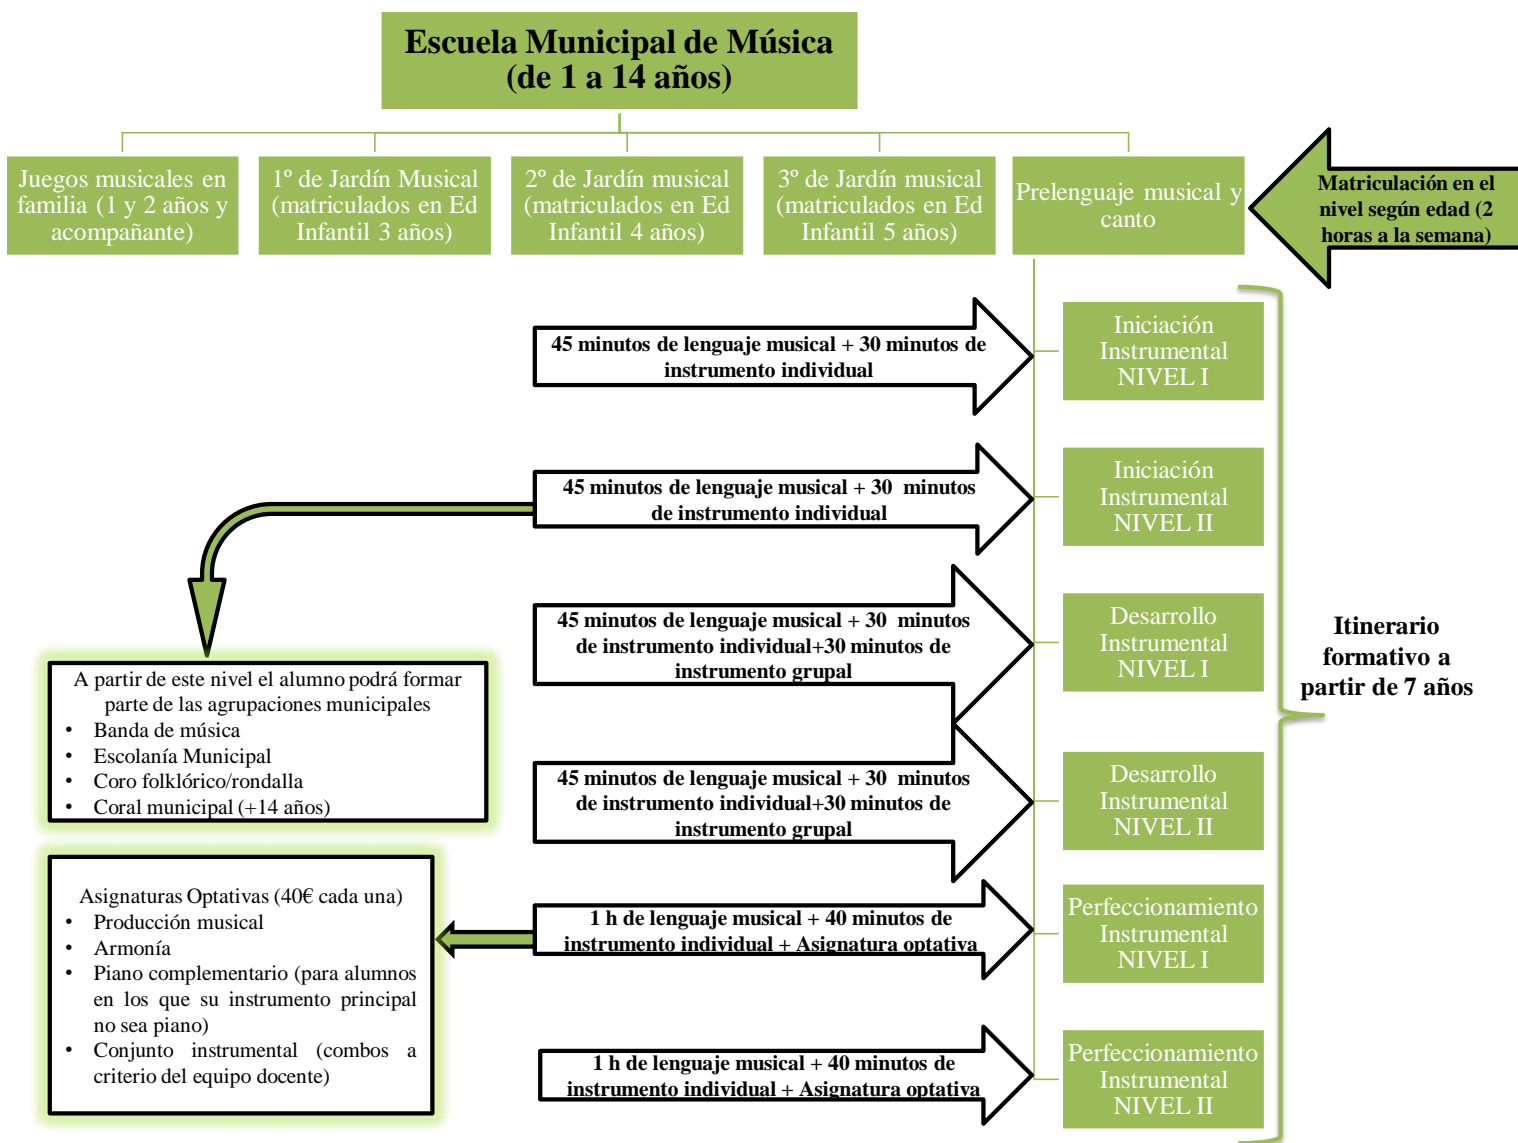 Escuela Municipal de Música
(de 1 a 14 años)
Juegos musicales en
familia (1 y 2 años y
acompañante)
1º de Jardín Musical
(matriculados en Ed
Infantil 3 años)
2º de Jardín musical
(matriculados en Ed
Infantil 4 años)
3º de Jardín musical
(matriculados en Ed
Infantil 5 años)
Prelenguaje musical y
canto
Matriculación en el
nivel según edad (2
horas a la semana)
45 minutos de lenguaje musical + 30 minutos de
instrumento individual
Iniciación
Instrumental
NIVEL I
45 minutos de lenguaje musical + 30 minutos
de instrumento individual
Iniciación
Instrumental
NIVEL II
45 minutos de lenguaje musical + 30 minutos
de instrumento individual+30 minutos de
instrumento grupal
Desarrollo
Instrumental
NIVEL I
Itinerario
formativo a
partir de 7 años
A partir de este nivel el alumno podrá formar
parte de las agrupaciones municipales
• Banda de música
• Escolanía Municipal
• Coro folklórico/rondalla
• Coral municipal (+14 años)
45 minutos de lenguaje musical + 30 minutos
de instrumento individual+30 minutos de
instrumento grupal
Desarrollo
Instrumental
NIVEL II
Asignaturas Optativas (40€ cada una)
• Producción musical
• Armonía
• Piano complementario (para alumnos
en los que su instrumento principal
no sea piano)
• Conjunto instrumental (combos a
criterio del equipo docente)
1 h de lenguaje musical + 40 minutos de
instrumento individual + Asignatura optativa
Perfeccionamiento
Instrumental
NIVEL I
1 h de lenguaje musical + 40 minutos de
instrumento individual + Asignatura optativa
Perfeccionamiento
Instrumental
NIVEL II